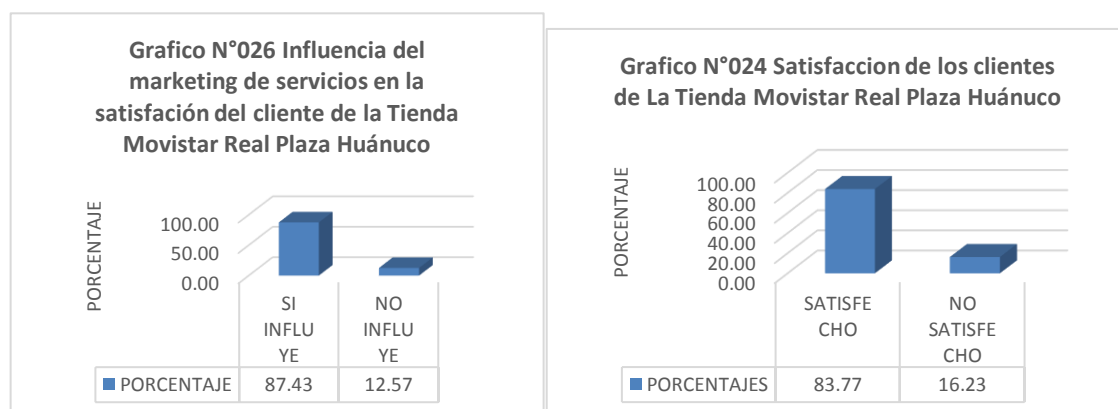 Grafico N°026 Influencia del
marketing de servicios en la
satisfación del cliente de la Tienda
Movistar Real Plaza Huánuco
PORCENTAJE
100.00
50.00
0.00
SI
INFLU
YE
NO
INFLU
YE
PORCENTAJE 87.43 12.57
Grafico N°024 Satisfaccion de los clientes
de La Tienda Movistar Real Plaza Huánuco
PORCENTAJE
100.00
80.00
60.00
40.00
20.00
0.00
SATISFE
CHO
NO
SATISFE
CHO
PORCENTAJES 83.77 16.23